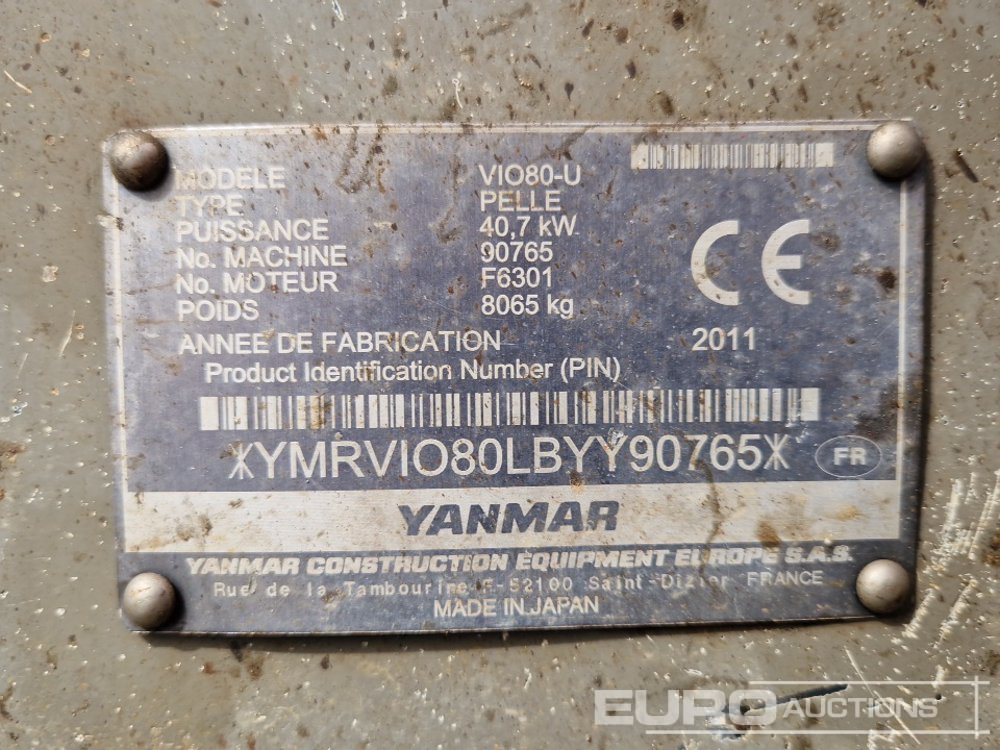 MODELE VIO80-U
TYPE PELLE
PUISSANCE 40,7 kW
No. MACHINE 90765
No. MOTEUR F6301
POIDS 8065 kg
CE
ANNEE DE FABRICATION 2011
Product Identification Number (PIN)
YMRVIO80LBYY90765
FR
YANMAR
YANMAR CONSTRUCTION EQUIPMENT EUROPE S.A.S.
Rue de la Tambourine F-52100 Saint-Dizier FRANCE
MADE IN JAPAN
EURO AUCTIONS